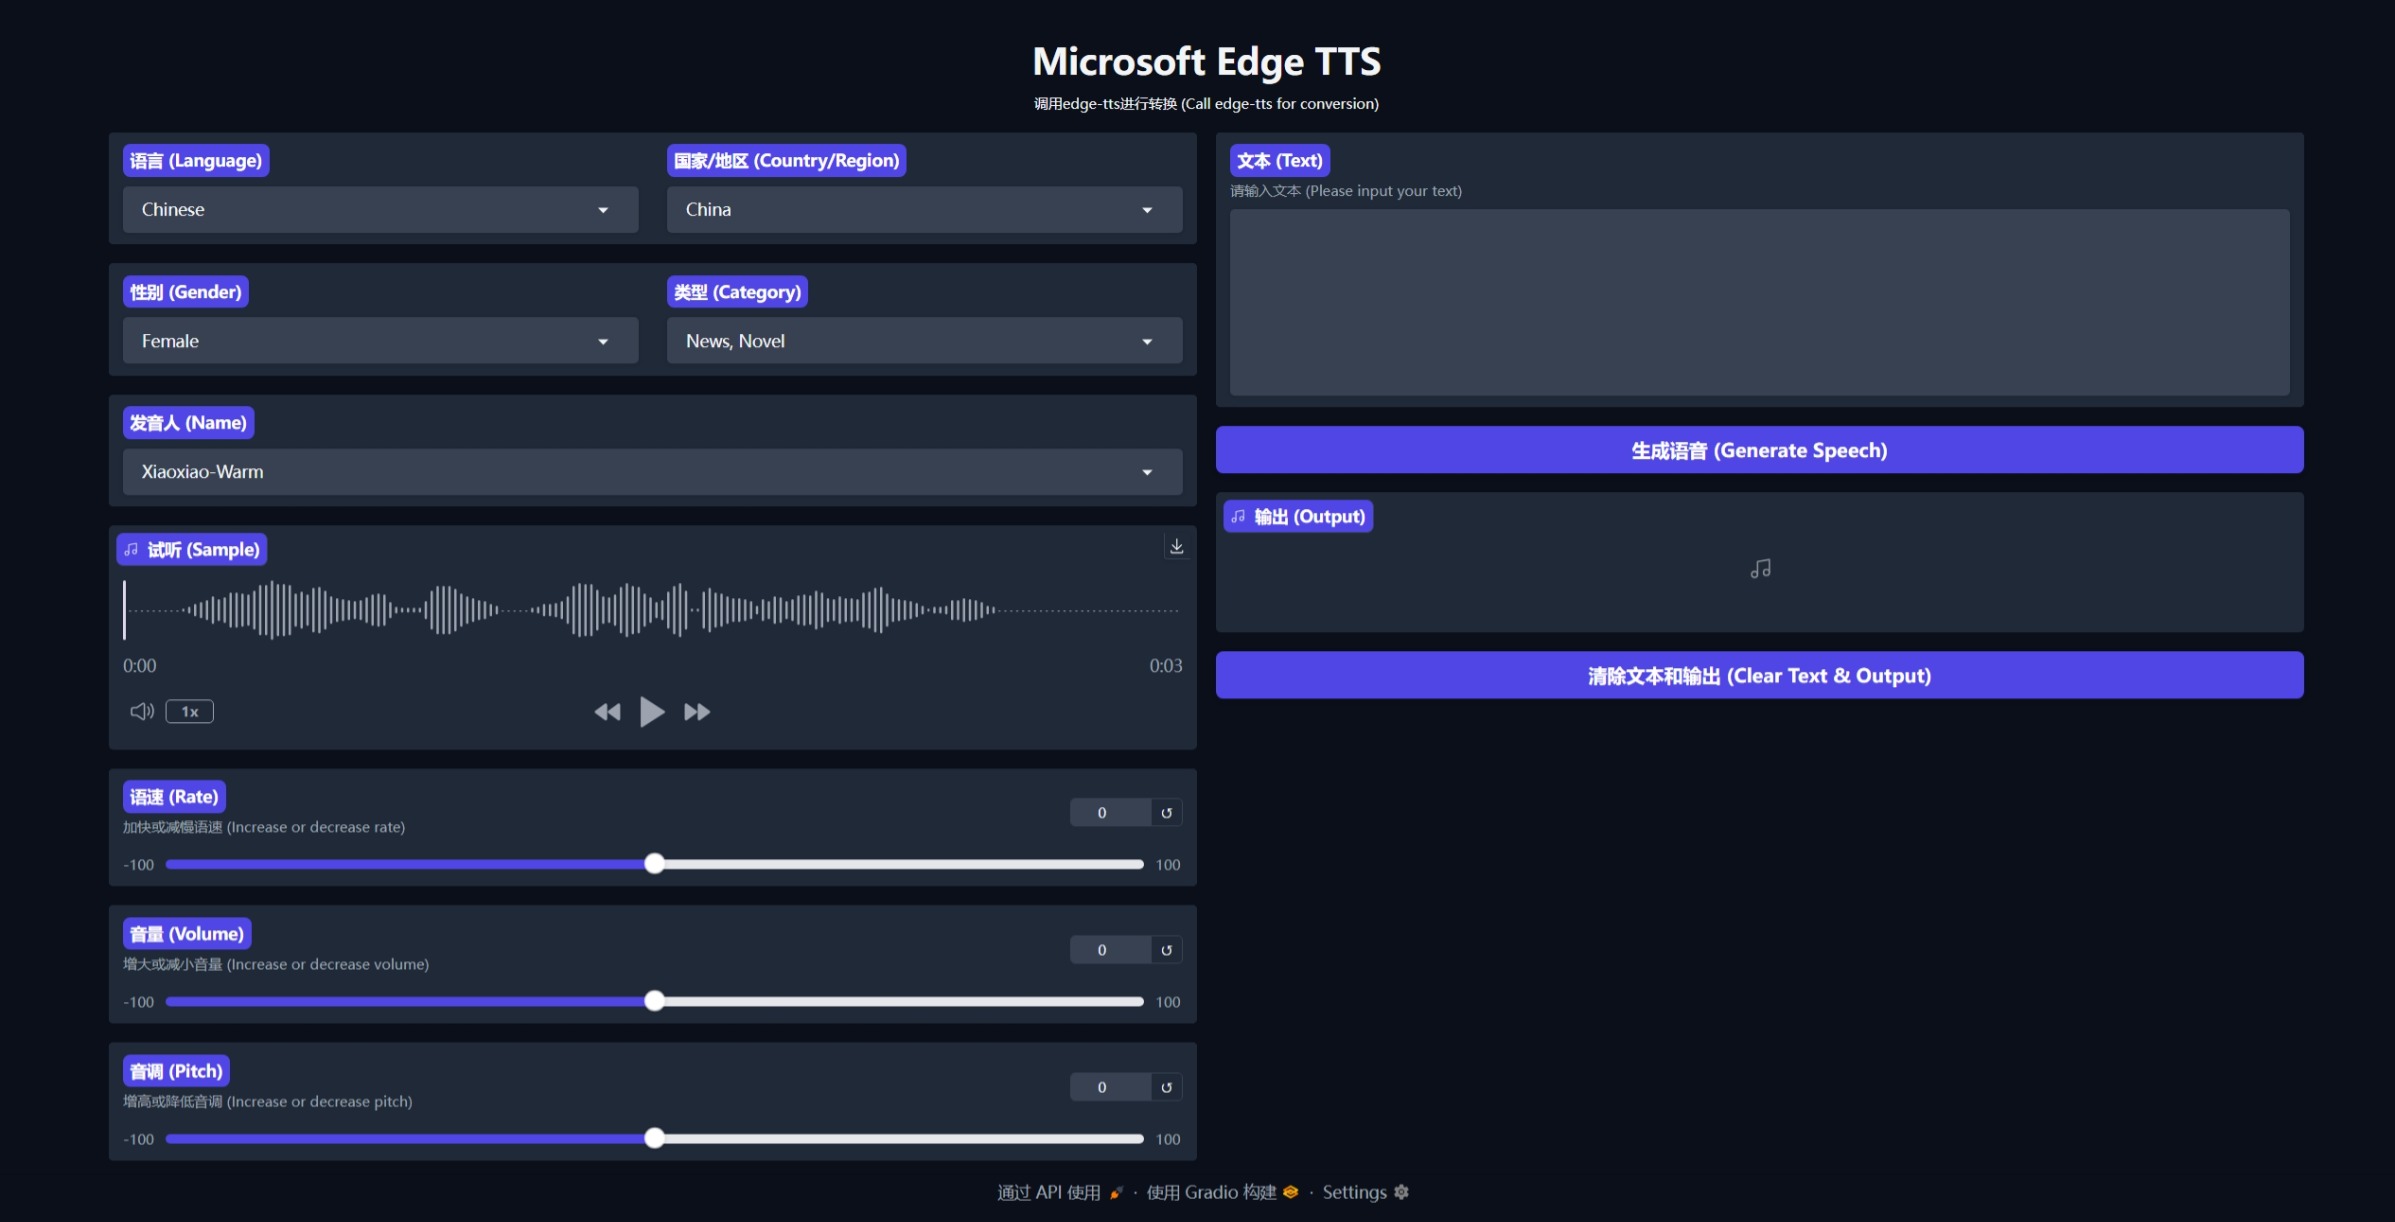 Microsoft Edge TTS
调用edge-tts进行转换 (Call edge-tts for conversion)
语言 (Language)
Chinese
国家/地区 (Country/Region)
China
性别 (Gender)
Female
类型 (Category)
News, Novel
发音人 (Name)
Xiaoxiao-Warm
试听 (Sample)
0:00
0:03
1x
语速 (Rate)
加快或减慢语速 (Increase or decrease rate)
0
-100
100
音量 (Volume)
增大或减小音量 (Increase or decrease volume)
0
-100
100
音调 (Pitch)
增高或降低音调 (Increase or decrease pitch)
0
-100
100
文本 (Text)
请输入文本 (Please input your text)
生成语音 (Generate Speech)
输出 (Output)
清除文本和输出 (Clear Text & Output)
通过 API 使用 · 使用 Gradio 构建 · Settings